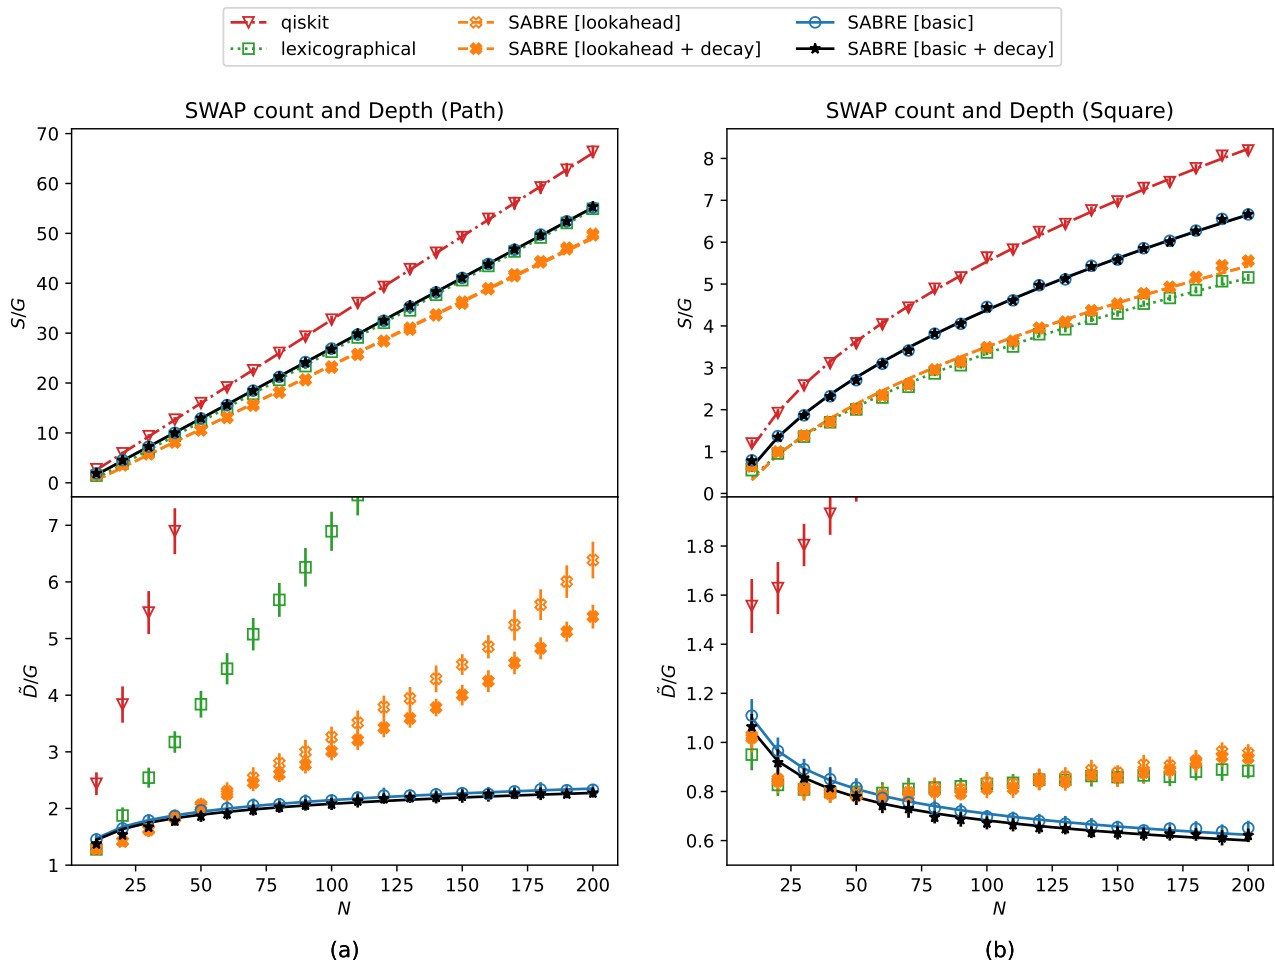 qiskit
lexicographical
SABRE [lookahead]
SABRE [lookahead + decay]
SABRE [basic]
SABRE [basic + decay]
SWAP count and Depth (Path)
70
60
50
40
30
20
10
0
S/G
7
6
5
4
3
2
1
D̃/G
25 50 75 100 125 150 175 200
N
(a)
SWAP count and Depth (Square)
8
7
6
5
4
3
2
1
0
S/G
1.8
1.6
1.4
1.2
1.0
0.8
0.6
D̃/G
25 50 75 100 125 150 175 200
N
(b)